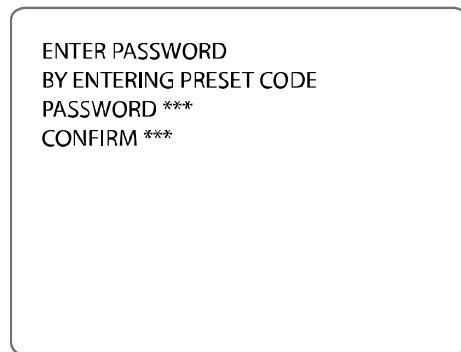 ENTER PASSWORD
BY ENTERING PRESET CODE
PASSWORD ***
CONFIRM ***